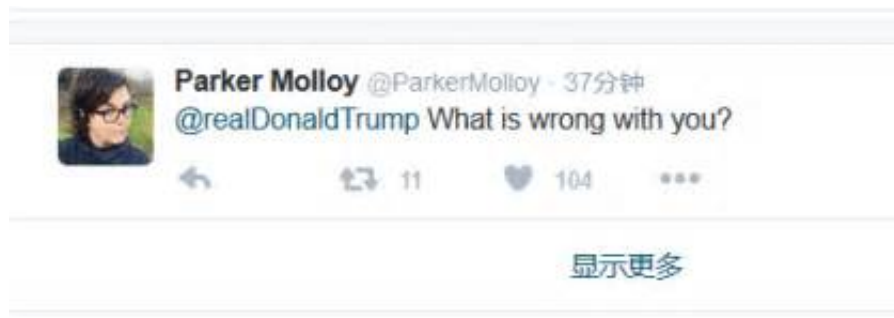 Parker Molloy @ParkerMolloy · 37分钟
@realDonaldTrump What is wrong with you?
11 104
显示更多